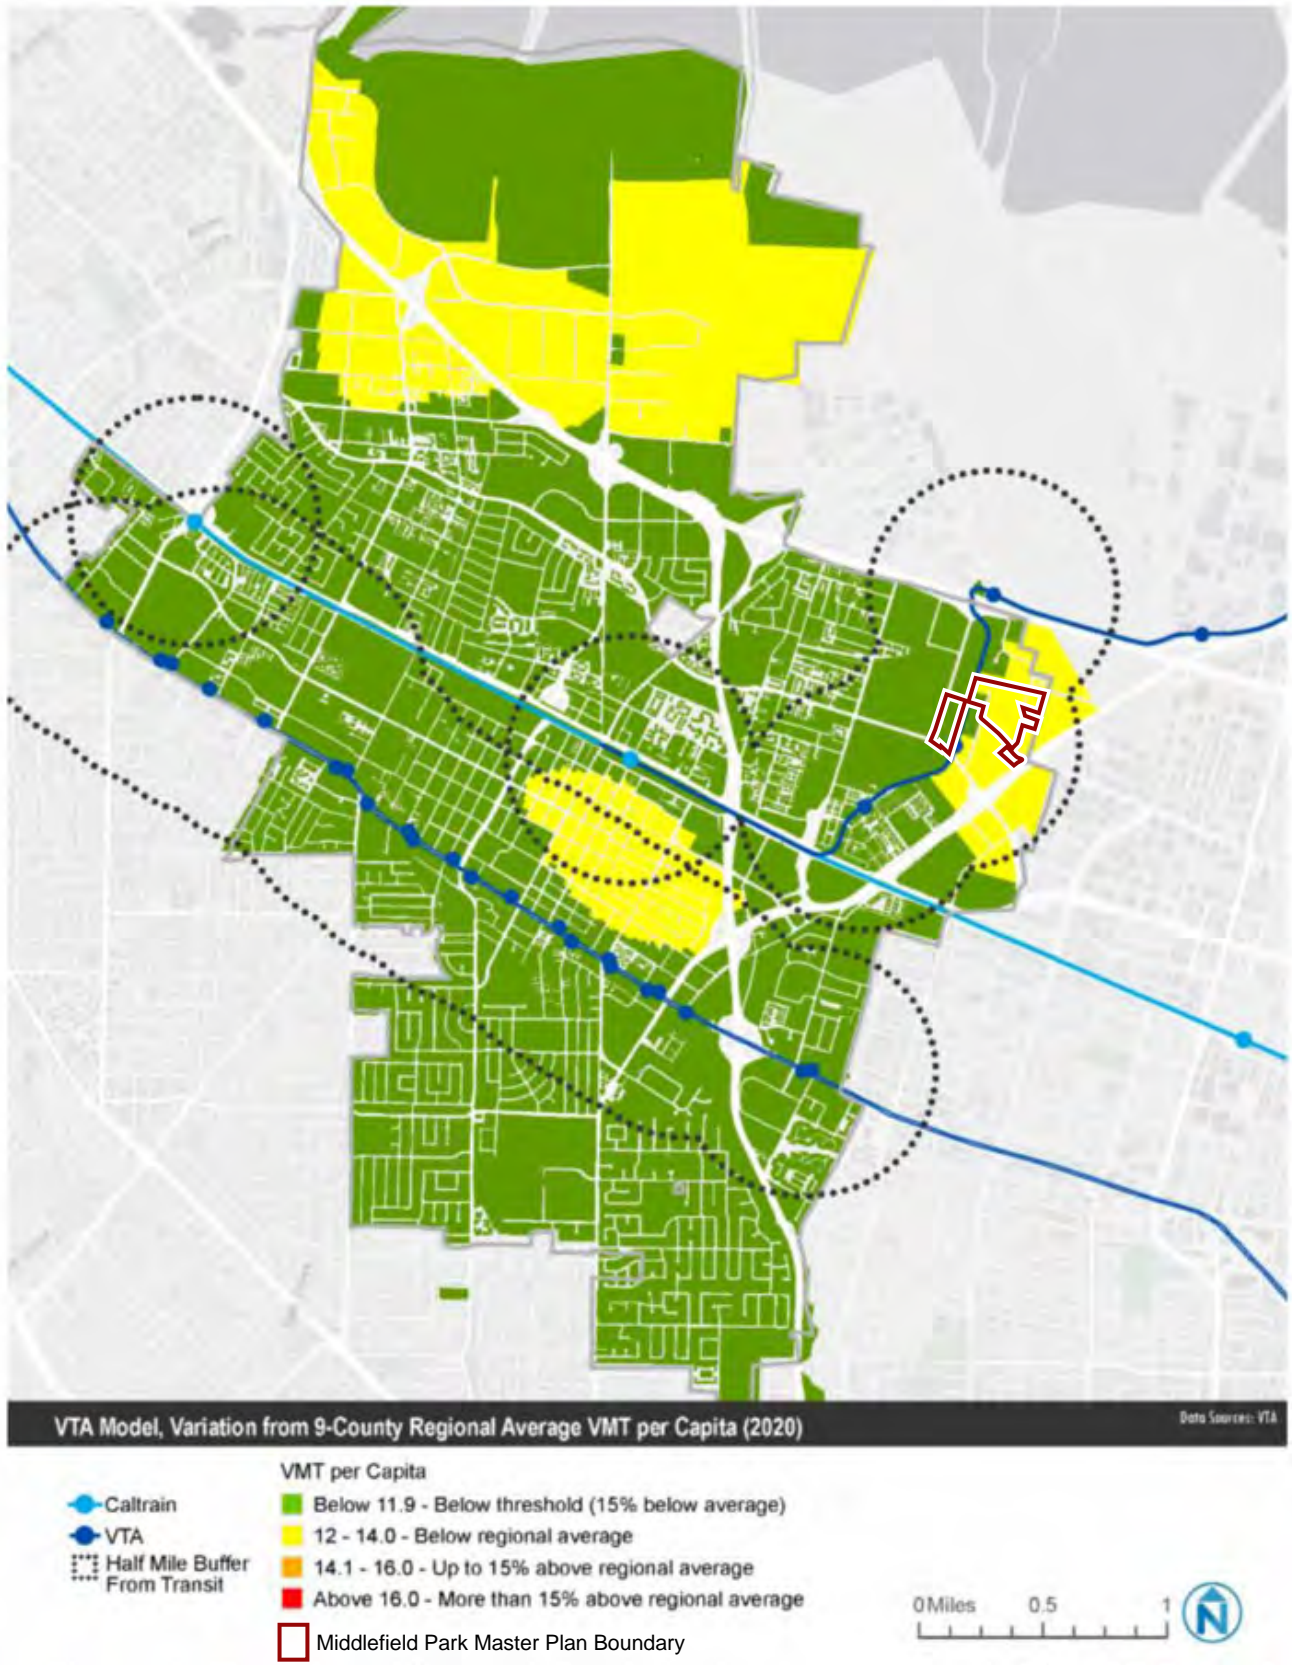 VTA Model, Variation from 9-County Regional Average VMT per Capita (2020)
Data Sources: VTA
Caltrain
VTA
Half Mile Buffer
From Transit
VMT per Capita
Below 11.9 - Below threshold (15% below average)
12 - 14.0 - Below regional average
14.1 - 16.0 - Up to 15% above regional average
Above 16.0 - More than 15% above regional average
Middlefield Park Master Plan Boundary
0 Miles 0.5 1
N